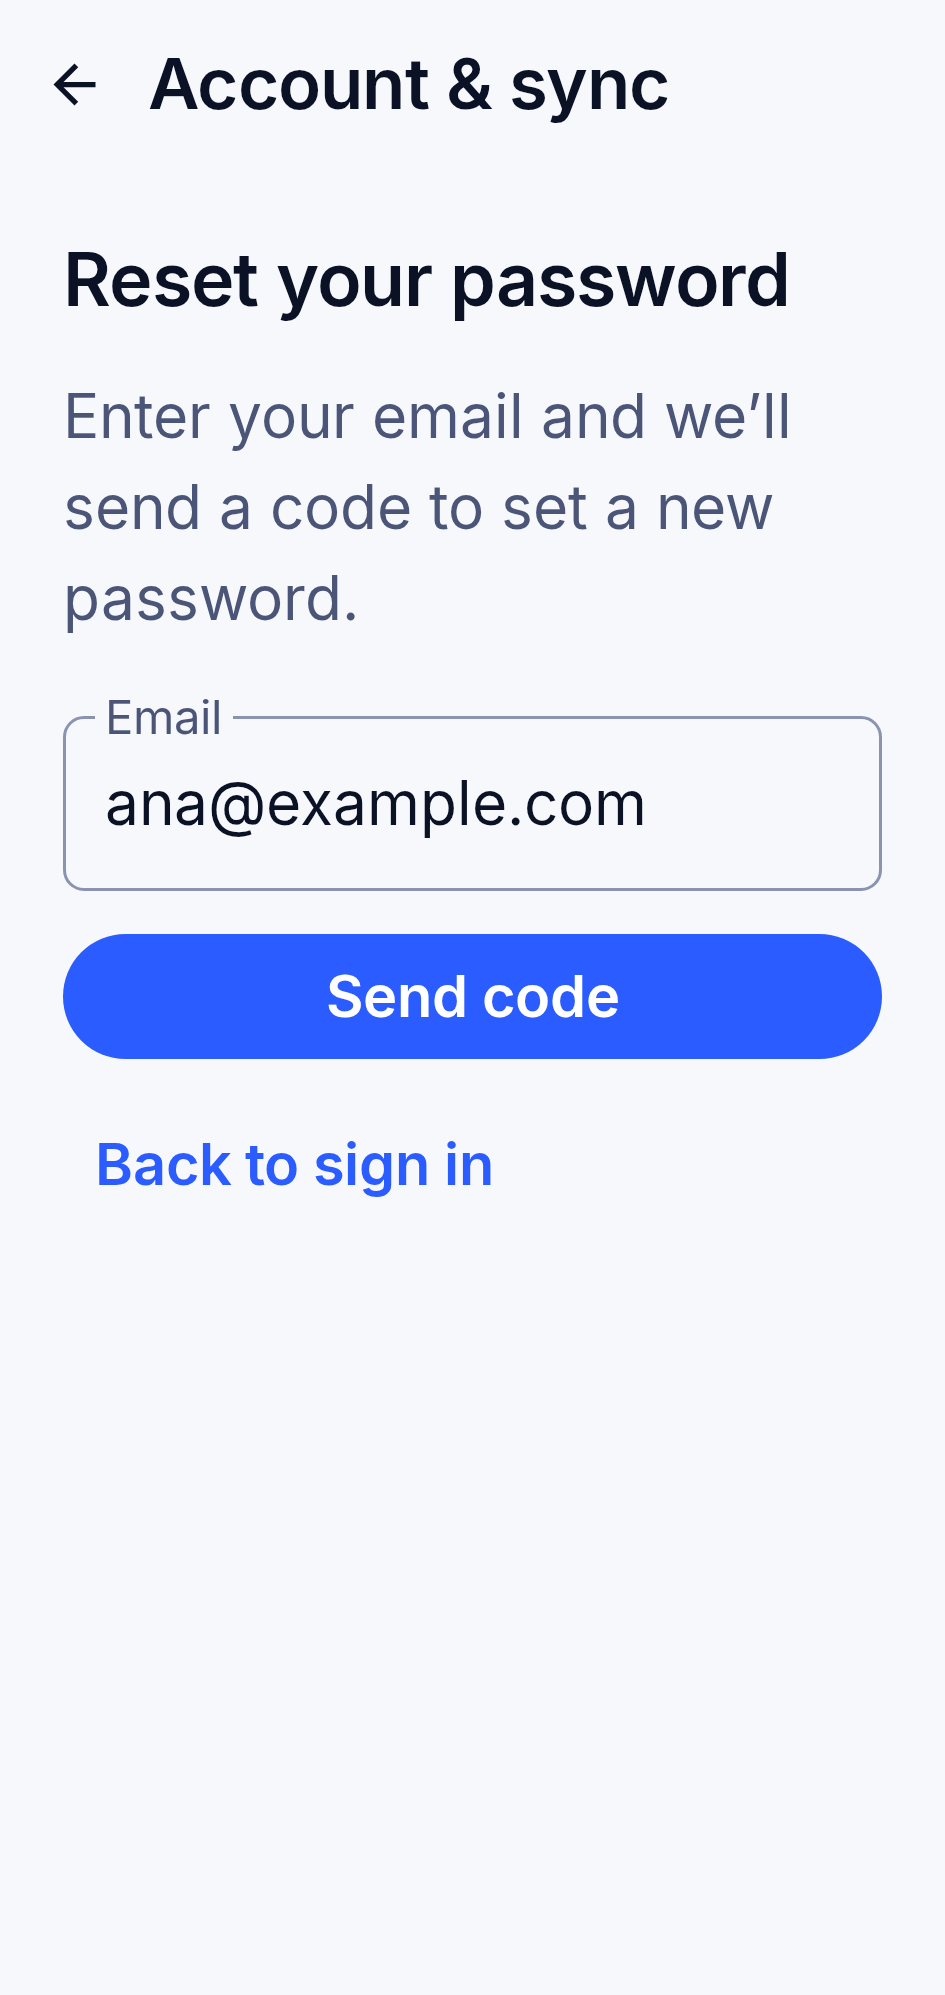 Account & sync
Reset your password
Enter your email and we’ll
send a code to set a new
password.
Email
ana@example.com
Send code
Back to sign in